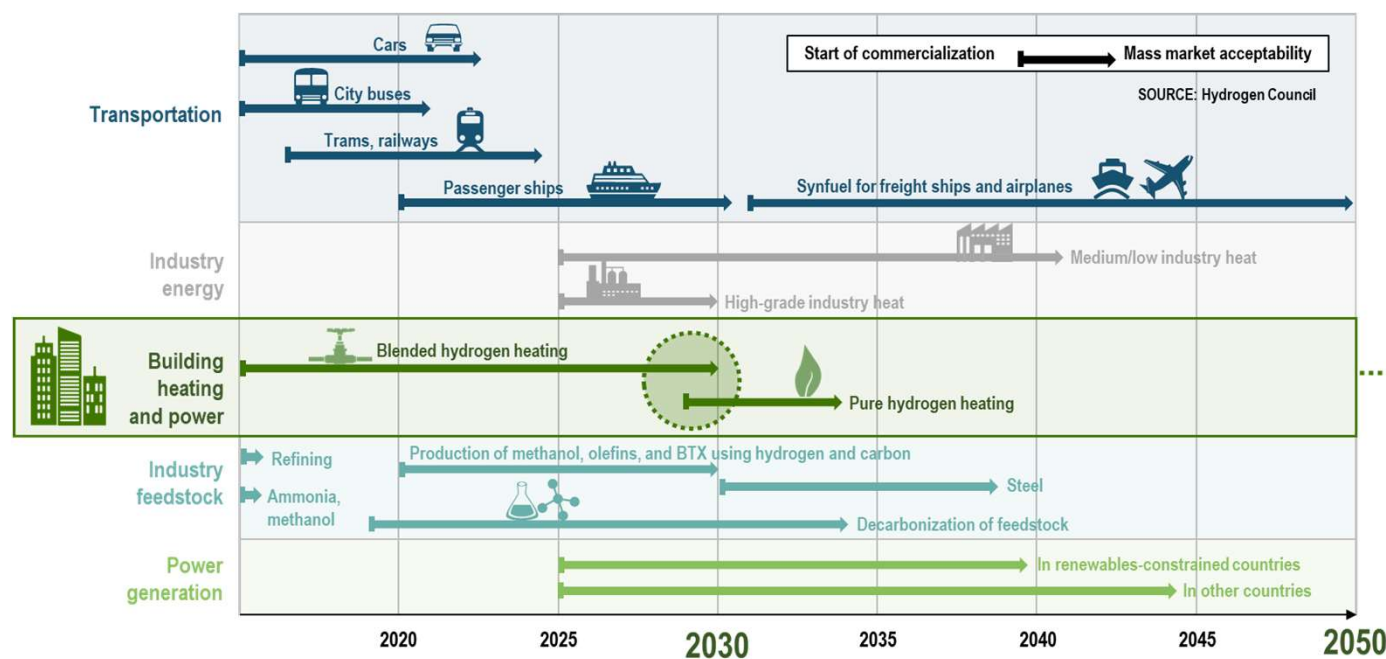 Cars
City buses
Transportation
Trams, railways
Passenger ships
Synfuel for freight ships and airplanes
Start of commercialization
Mass market acceptability
SOURCE: Hydrogen Council
Industry
energy
Medium/low industry heat
High-grade industry heat
Building
heating
and power
Blended hydrogen heating
Pure hydrogen heating
...
Industry
feedstock
Refining
Ammonia,
methanol
Production of methanol, olefins, and BTX using hydrogen and carbon
Steel
Decarbonization of feedstock
Power
generation
In renewables-constrained countries
In other countries
2020
2025
2030
2035
2040
2045
2050